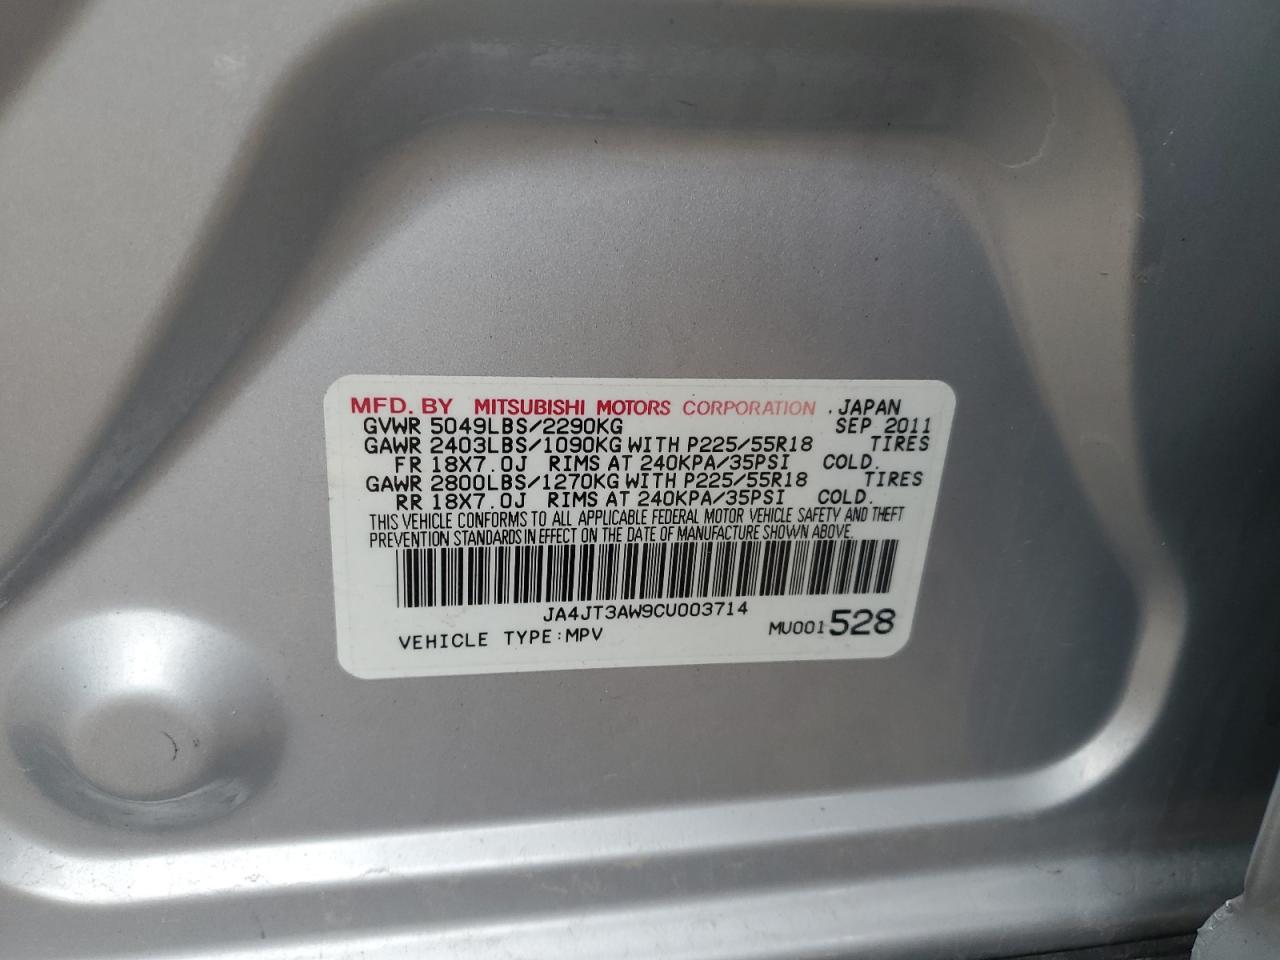 MFD. BY MITSUBISHI MOTORS CORPORATION , JAPAN
GVWR 5049LBS/2290KG SEP 2011
GAWR 2403LBS/1090KG WITH P225/55R18 TIRES
FR 18X7.0J RIMS AT 240KPA/35PSI COLD.
GAWR 2800LBS/1270KG WITH P225/55R18 TIRES
RR 18X7.0J RIMS AT 240KPA/35PSI COLD.
THIS VEHICLE CONFORMS TO ALL APPLICABLE FEDERAL MOTOR VEHICLE SAFETY AND THEFT
PREVENTION STANDARDS IN EFFECT ON THE DATE OF MANUFACTURE SHOWN ABOVE.
JA4JT3AW9CU003714
VEHICLE TYPE:MPV MU001528